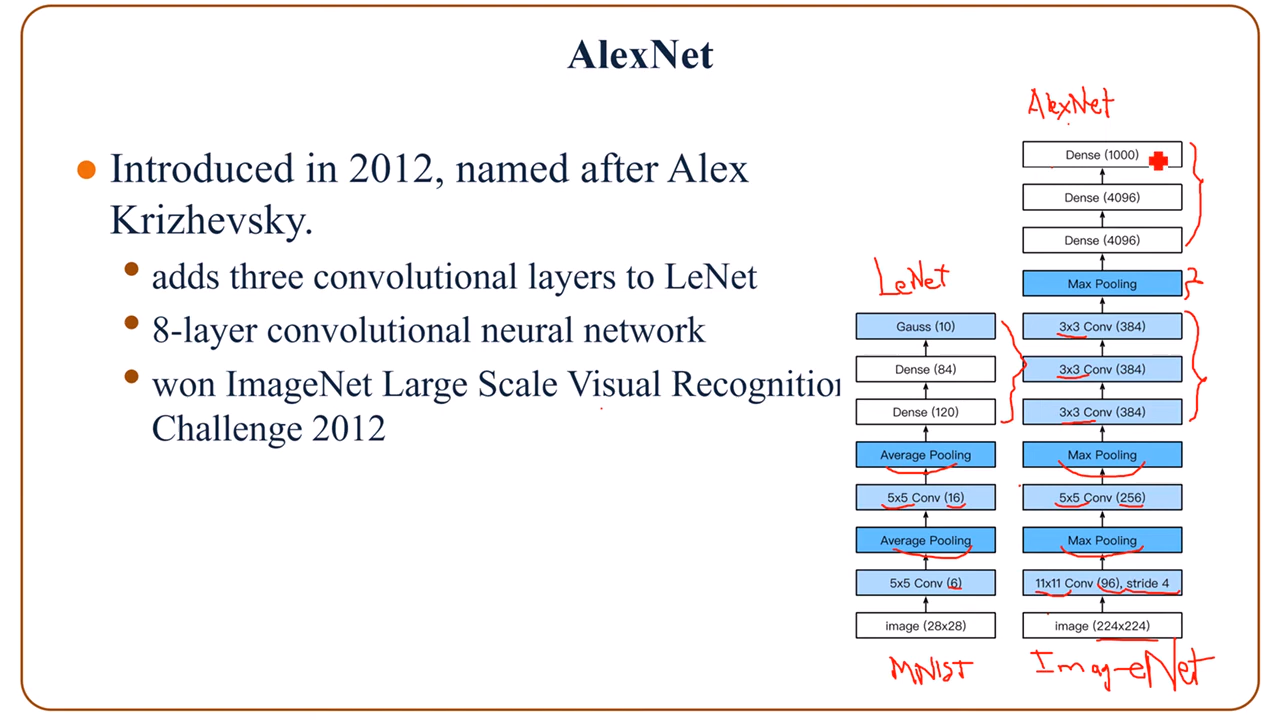 AlexNet
Introduced in 2012, named after Alex
Krizhevsky.
adds three convolutional layers to LeNet
8-layer convolutional neural network
won ImageNet Large Scale Visual Recognition
Challenge 2012
LeNet
Gauss (10)
Dense (84)
Dense (120)
Average Pooling
5x5 Conv (16)
Average Pooling
5x5 Conv (6)
image (28x28)
MNIST
AlexNet
Dense (1000)
Dense (4096)
Dense (4096)
Max Pooling
3x3 Conv (384)
3x3 Conv (384)
3x3 Conv (384)
Max Pooling
5x5 Conv (256)
Max Pooling
11x11 Conv (96), stride 4
image (224x224)
ImageNet